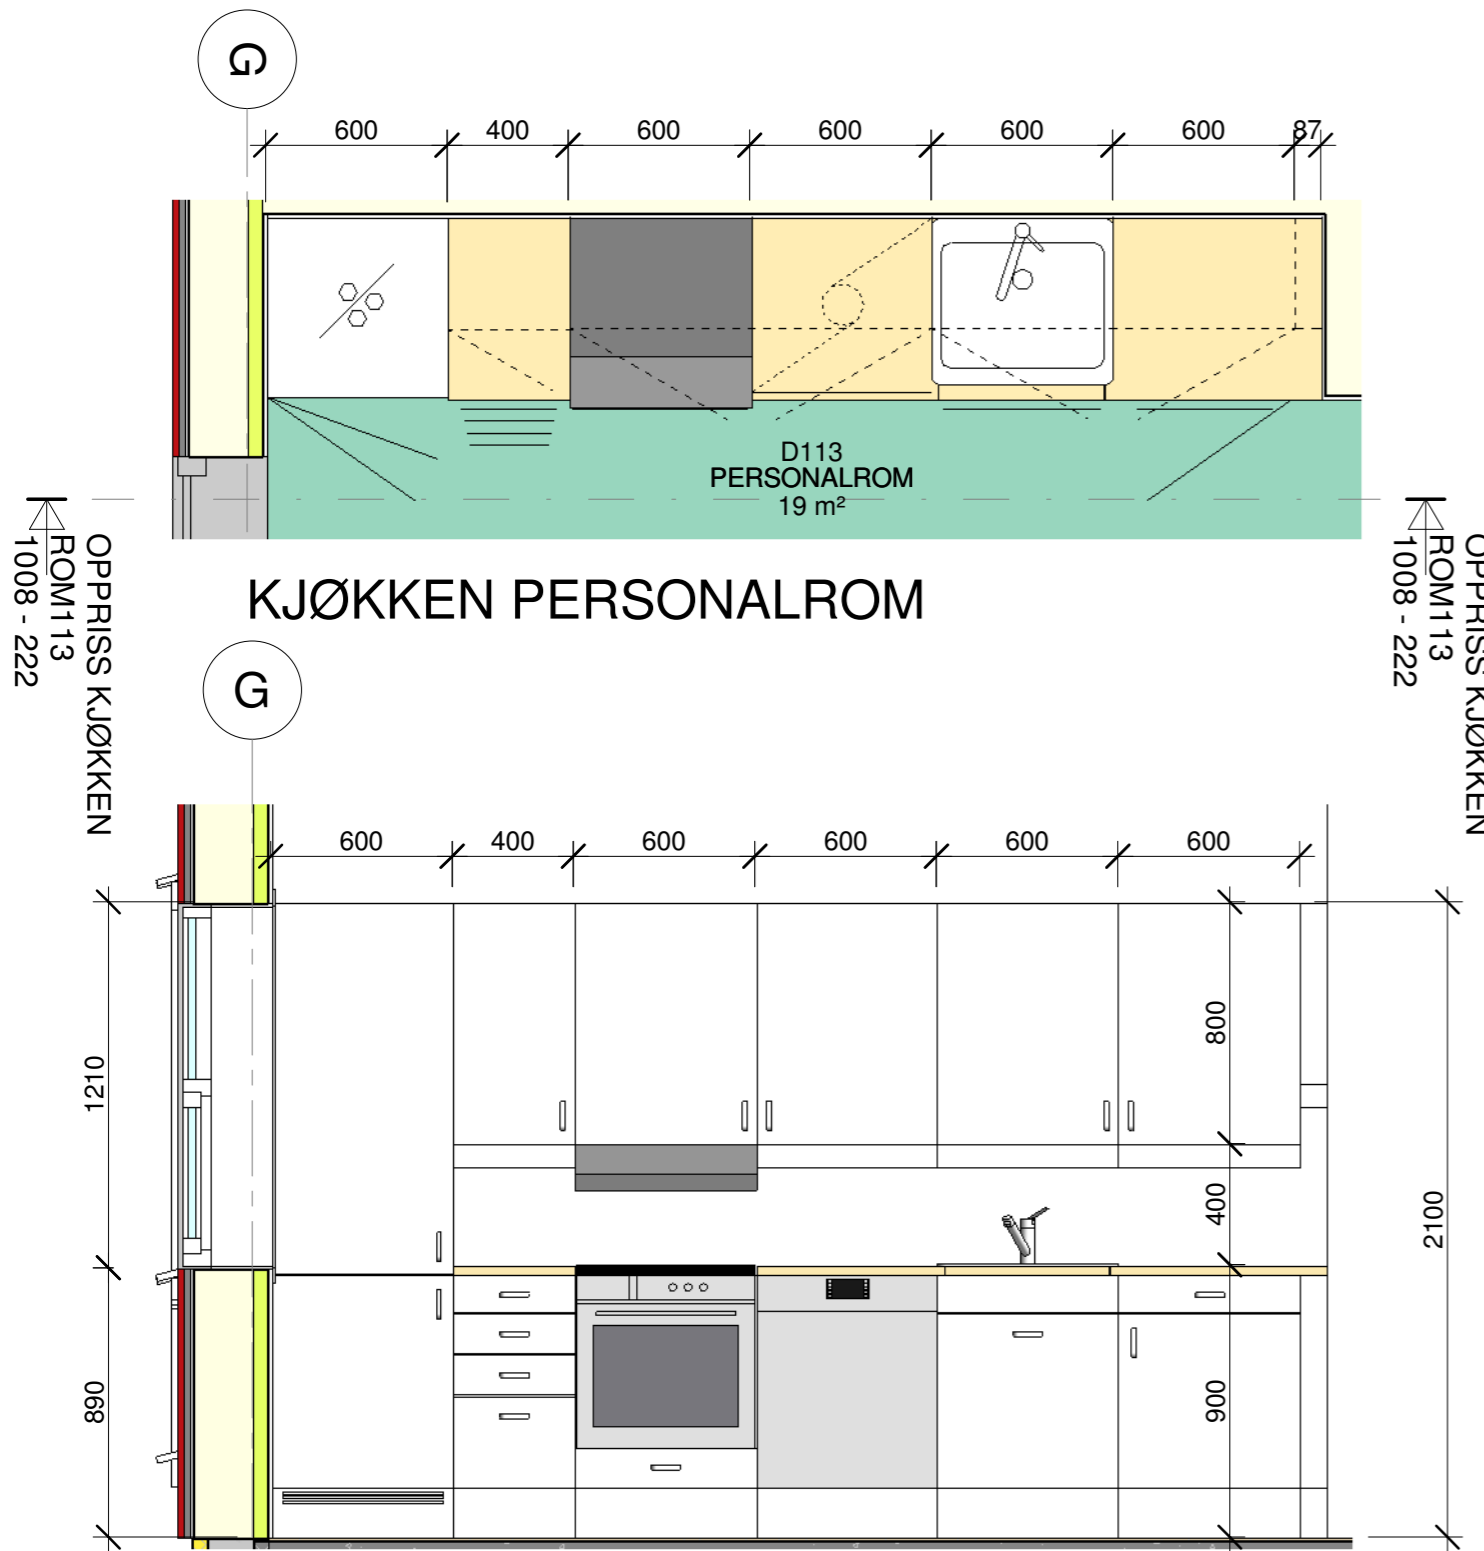 G
600 400 600 600 600 600 87
D113
PERSONALROM
19 m²
OPPRISS KJØKKEN
ROM113
1008 - 222
OPPRISS KJØKKEN
ROM113
1008 - 222
KJØKKEN PERSONALROM
G
600 400 600 600 600 600
1210
890
800
400
900
2100